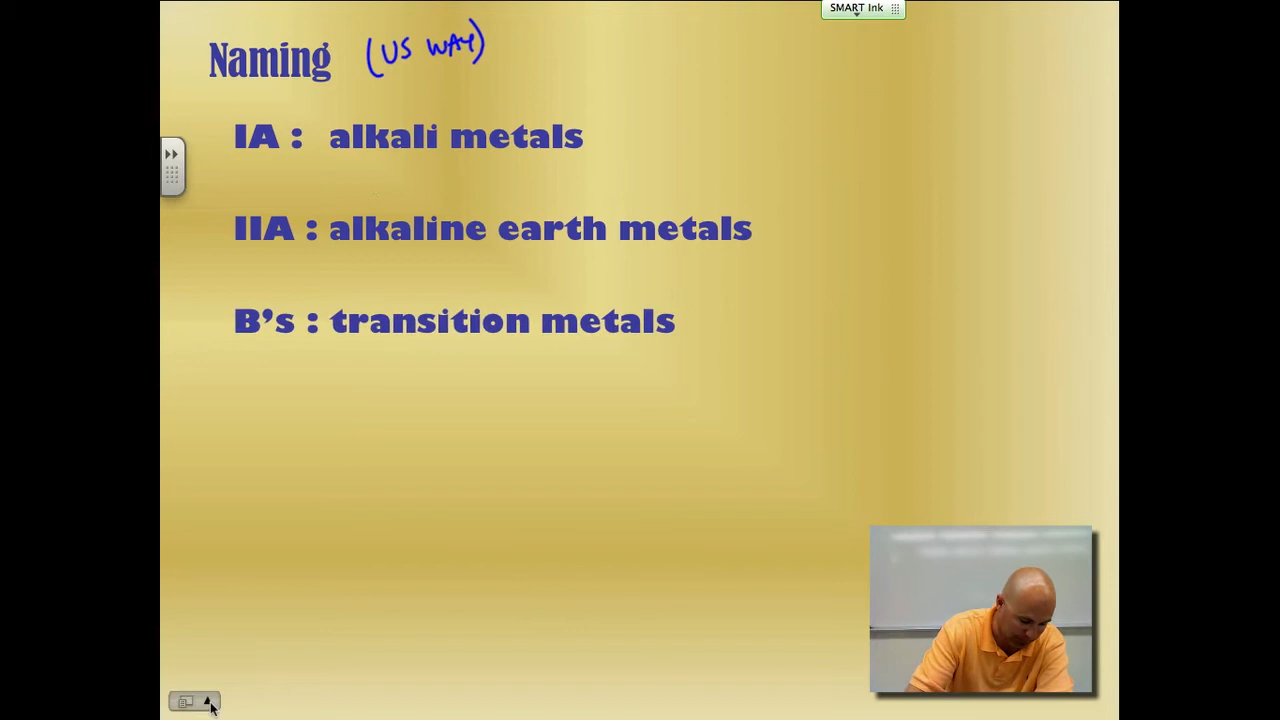 SMART Ink
Naming (US WAY)
IA : alkali metals
IIA : alkaline earth metals
B's : transition metals